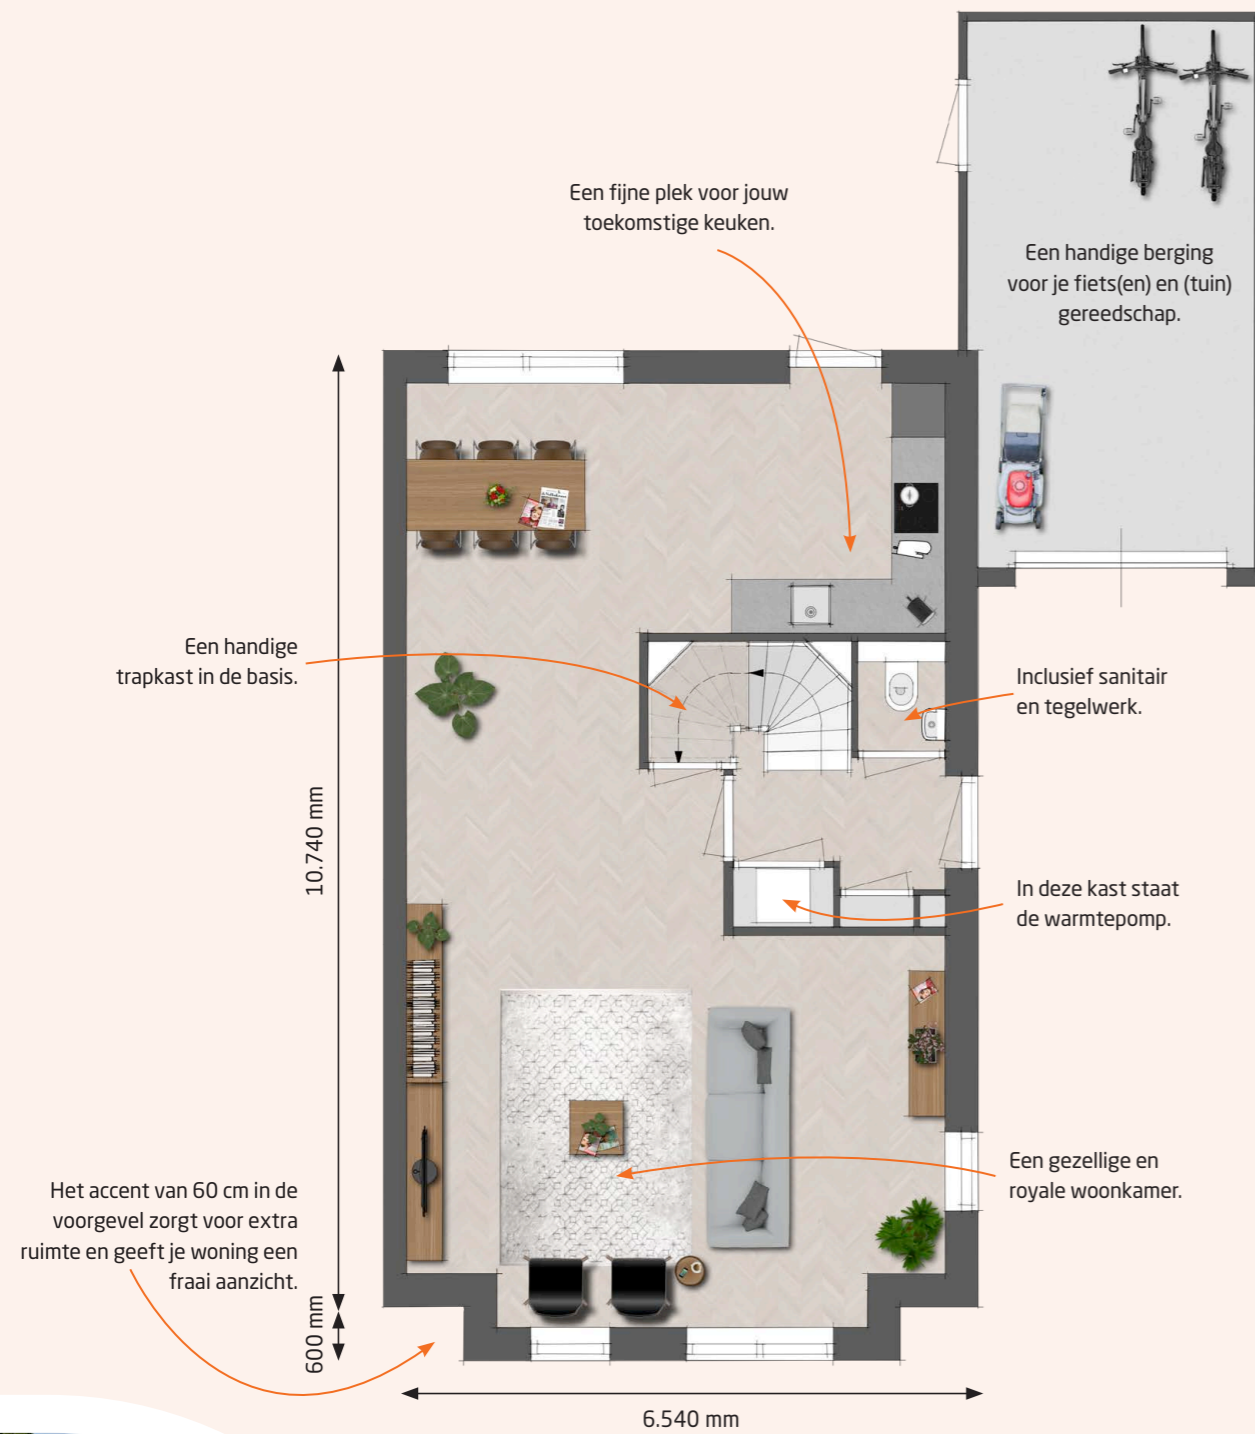 Een fijne plek voor jouw
toekomstige keuken.
Een handige berging
voor je fiets(en) en (tuin)
gereedschap.
Een handige
trapkast in de basis.
Inclusief sanitair
en tegelwerk.
10.740 mm
In deze kast staat
de warmtepomp.
Een gezellige en
royale woonkamer.
Het accent van 60 cm in de
voorgevel zorgt voor extra
ruimte en geeft je woning een
fraai aanzicht.
600 mm
6.540 mm